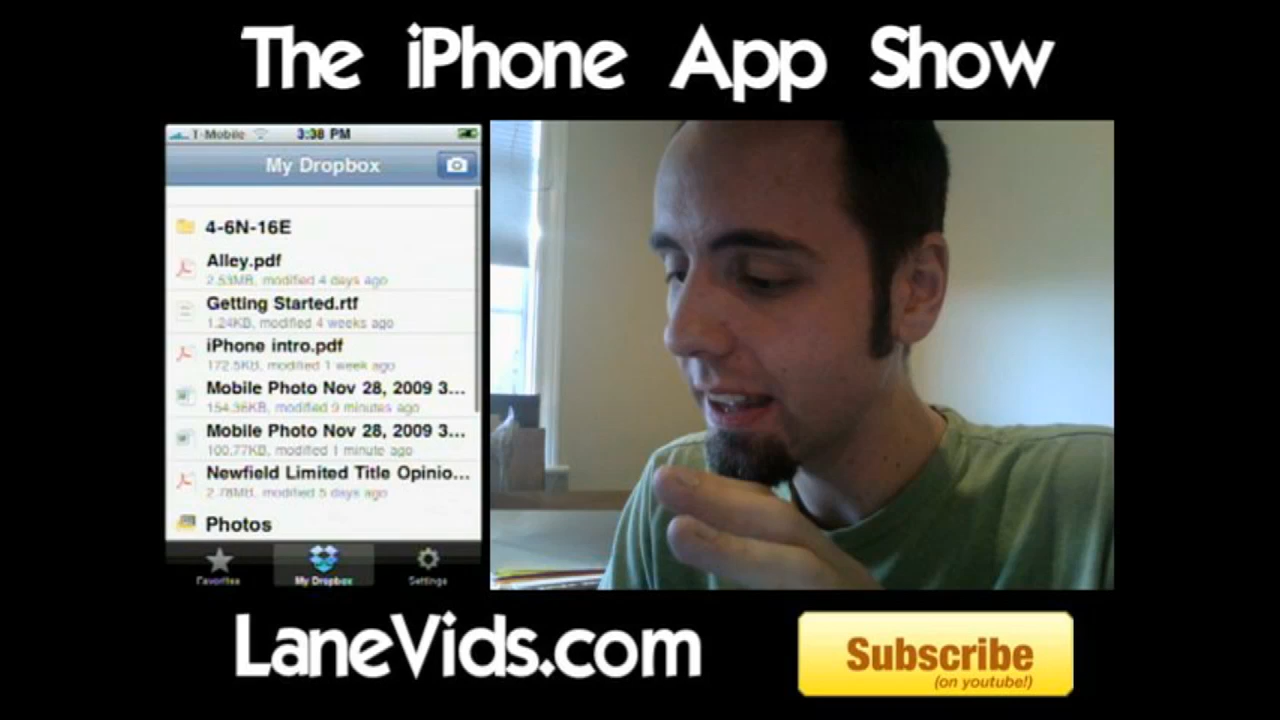 The iPhone App Show
T-Mobile 3:38 PM
My Dropbox
4-6N-16E
Alley.pdf
2.53MB, modified 4 days ago
Getting Started.rtf
1.24KB, modified 4 weeks ago
iPhone intro.pdf
172.5KB, modified 1 week ago
Mobile Photo Nov 28, 2009 3...
154.36KB, modified 9 minutes ago
Mobile Photo Nov 28, 2009 3...
100.77KB, modified 1 minute ago
Newfield Limited Title Opinio...
2.78MB, modified 5 days ago
Photos
Favorites My Dropbox Settings
LaneVids.com
Subscribe
(on youtube!)